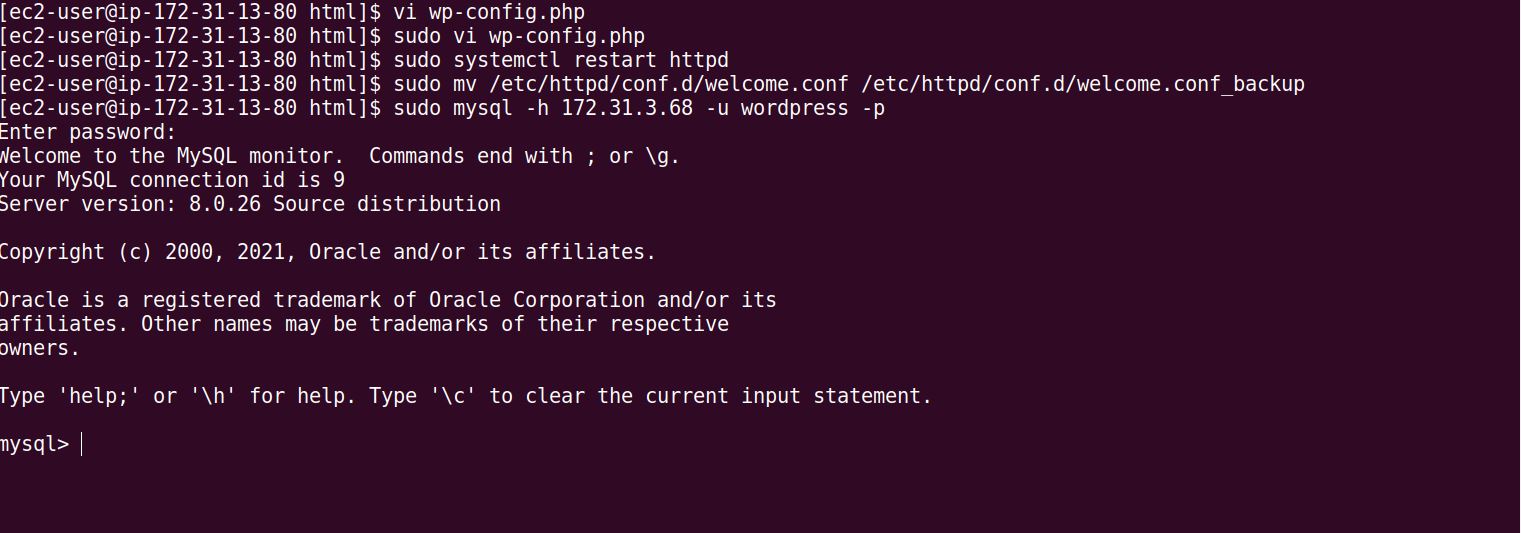 [ec2-user@ip-172-31-13-80 html]$ vi wp-config.php
[ec2-user@ip-172-31-13-80 html]$ sudo vi wp-config.php
[ec2-user@ip-172-31-13-80 html]$ sudo systemctl restart httpd
[ec2-user@ip-172-31-13-80 html]$ sudo mv /etc/httpd/conf.d/welcome.conf /etc/httpd/conf.d/welcome.conf_backup
[ec2-user@ip-172-31-13-80 html]$ sudo mysql -h 172.31.3.68 -u wordpress -p
Enter password:
Welcome to the MySQL monitor.  Commands end with ; or \g.
Your MySQL connection id is 9
Server version: 8.0.26 Source distribution
Copyright (c) 2000, 2021, Oracle and/or its affiliates.
Oracle is a registered trademark of Oracle Corporation and/or its
affiliates. Other names may be trademarks of their respective
owners.
Type 'help;' or '\h' for help. Type '\c' to clear the current input statement.
mysql>